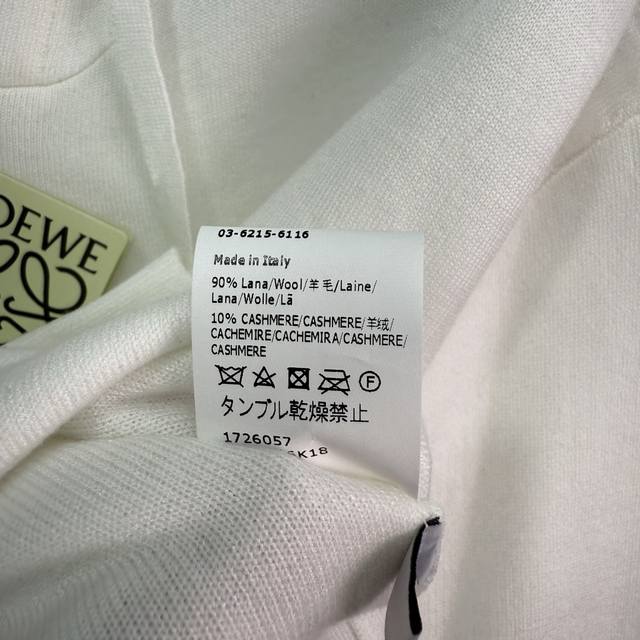 OEWE
03-6215-6116
Made in Italy
90% Lana/Wool/羊毛/Laine/
Lana/Wolle/Lã
10% CASHMERE/CASHMERE/羊绒/
CACHEMIRE/CACHEMIRA/CASHMERE/
CASHMERE
F
タンブル乾燥禁止
1726057
K18